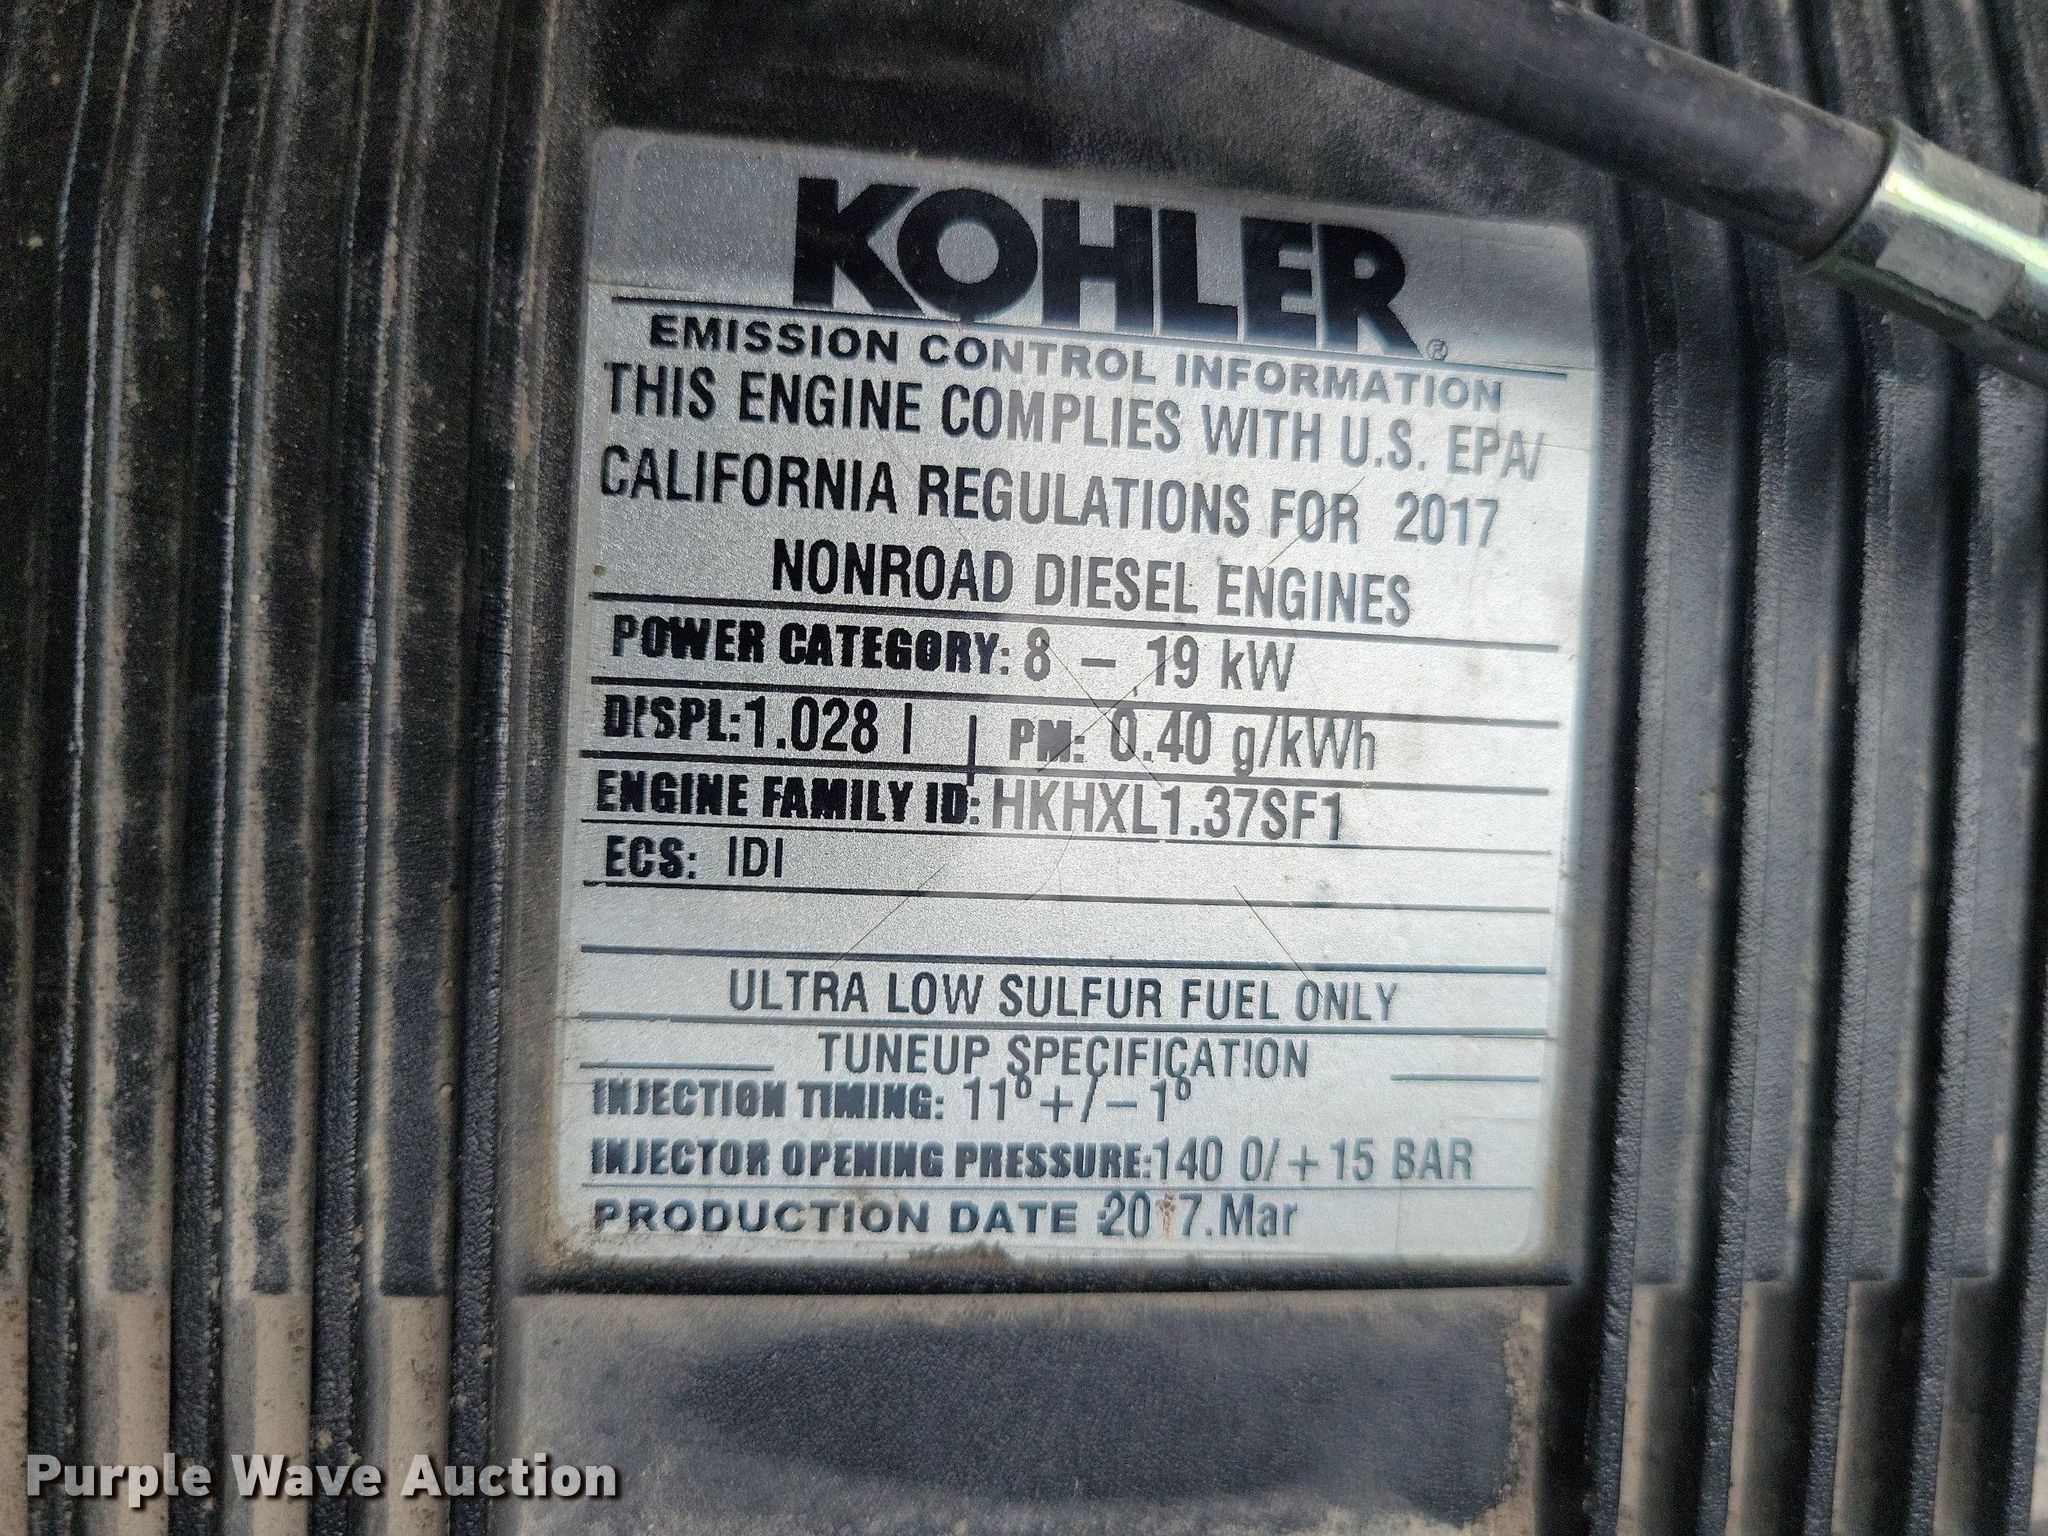 KOHLER®
EMISSION CONTROL INFORMATION
THIS ENGINE COMPLIES WITH U.S. EPA/
CALIFORNIA REGULATIONS FOR 2017
NONROAD DIESEL ENGINES
POWER CATEGORY: 8 – 19 kW
DISPL:1.028 l | PM: 0.40 g/kWh
ENGINE FAMILY ID: HKHXL1.37SF1
ECS: IDI
ULTRA LOW SULFUR FUEL ONLY
TUNEUP SPECIFICATION
INJECTION TIMING: 11º +/– 1º
INJECTOR OPENING PRESSURE:140 0/+15 BAR
PRODUCTION DATE :2017.Mar
Purple Wave Auction